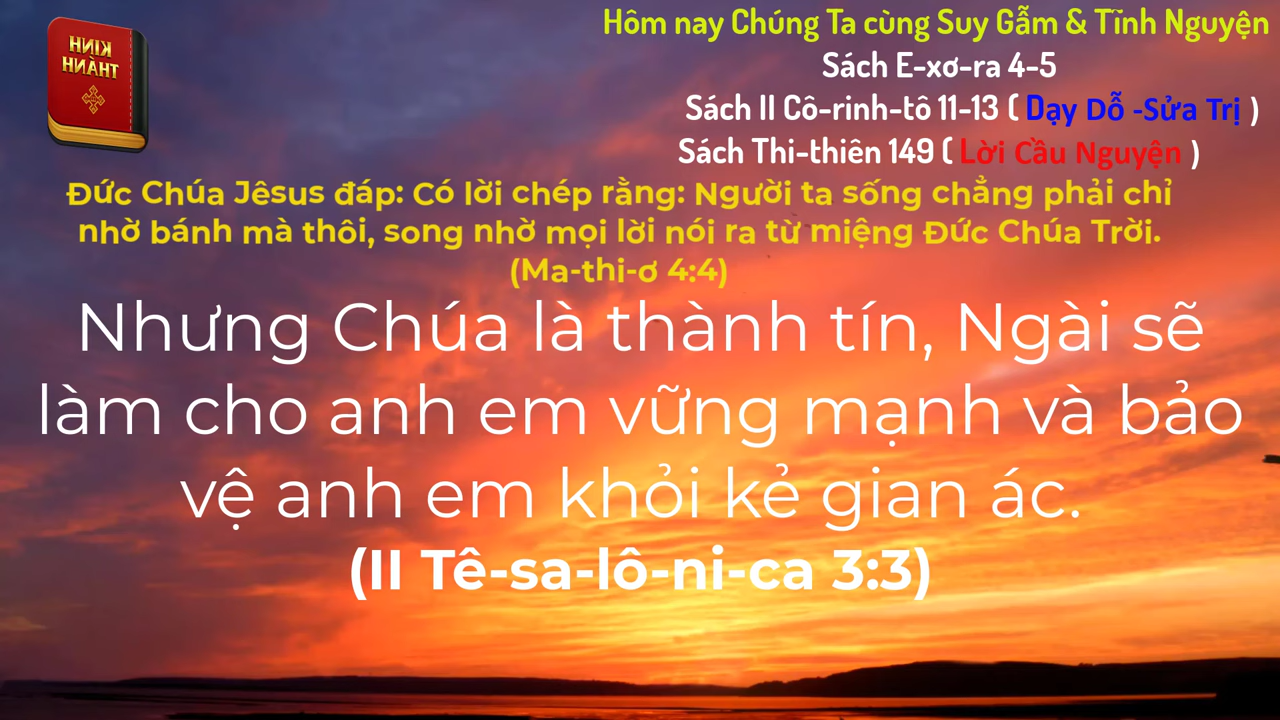 KINH
THÁNH
Hôm nay Chúng Ta cùng Suy Gẫm & Tĩnh Nguyện
Sách E-xơ-ra 4-5
Sách II Cô-rinh-tô 11-13 ( Dạy Dỗ -Sửa Trị )
Sách Thi-thiên 149 ( Lời Cầu Nguyện )
Đức Chúa Jêsus đáp: Có lời chép rằng: Người ta sống chẳng phải chỉ
nhờ bánh mà thôi, song nhờ mọi lời nói ra từ miệng Đức Chúa Trời.
(Ma-thi-ơ 4:4)
Nhưng Chúa là thành tín, Ngài sẽ
làm cho anh em vững mạnh và bảo
vệ anh em khỏi kẻ gian ác.
(II Tê-sa-lô-ni-ca 3:3)